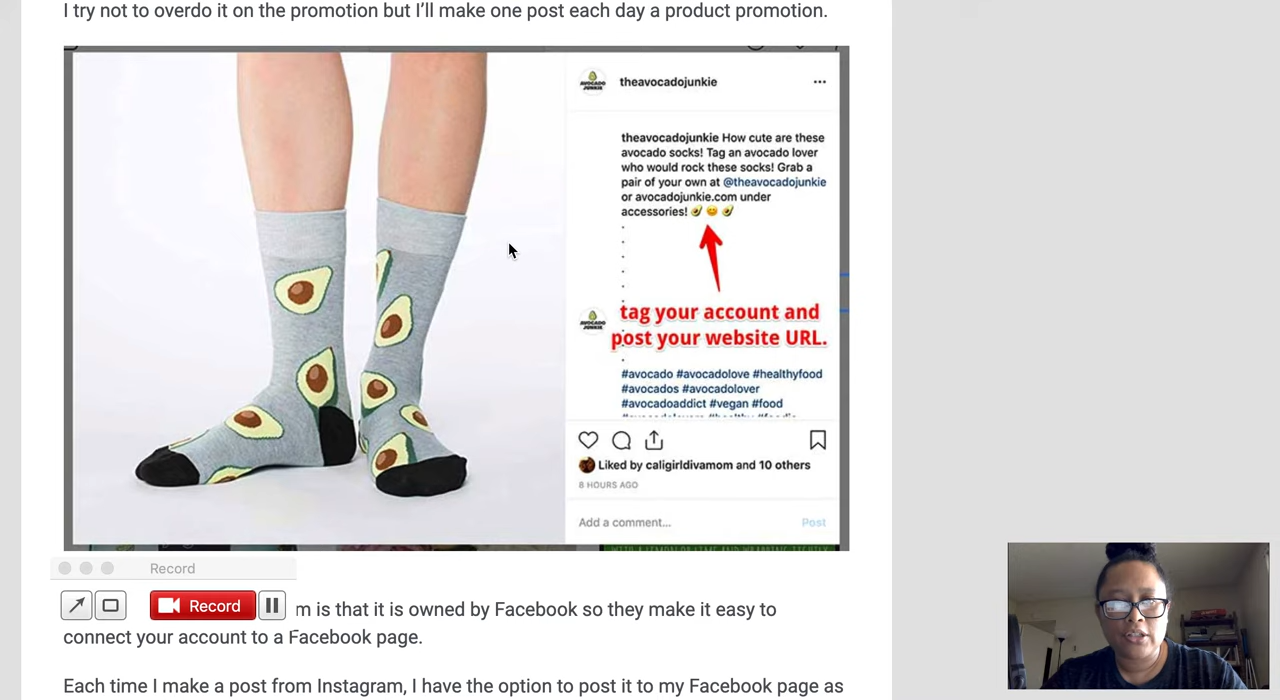 I try not to overdo it on the promotion but I’ll make one post each day a product promotion.
AVOCADO
JUNKIE
theavocadojunkie
theavocadojunkie How cute are these
avocado socks! Tag an avocado lover
who would rock these socks! Grab a
pair of your own at @theavocadojunkie
or avocadojunkie.com under
accessories! 🥑 😊 🥑
.
.
.
.
.
.
AVOCADO
JUNKIE
tag your account and
post your website URL.
.
#avocado #avocadolove #healthyfood
#avocados #avocadolover
#avocadoaddict #vegan #food
Liked by caligirldivamom and 10 others
8 HOURS AGO
Add a comment...
Post
Record
Record
m is that it is owned by Facebook so they make it easy to
connect your account to a Facebook page.
Each time I make a post from Instagram, I have the option to post it to my Facebook page as